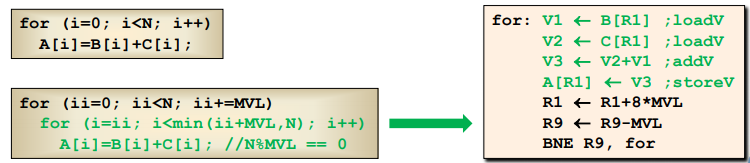 for (i=0; i<N; i++)
A[i]=B[i]+C[i];
for (ii=0; ii<N; ii+=MVL)
for (i=ii; i<min(ii+MVL,N); i++)
A[i]=B[i]+C[i]; //N%MVL == 0
for: V1 ← B[R1] ;loadV
V2 ← C[R1] ;loadV
V3 ← V2+V1 ;addV
A[R1] ← V3 ;storeV
R1 ← R1+8*MVL
R9 ← R9-MVL
BNE R9, for